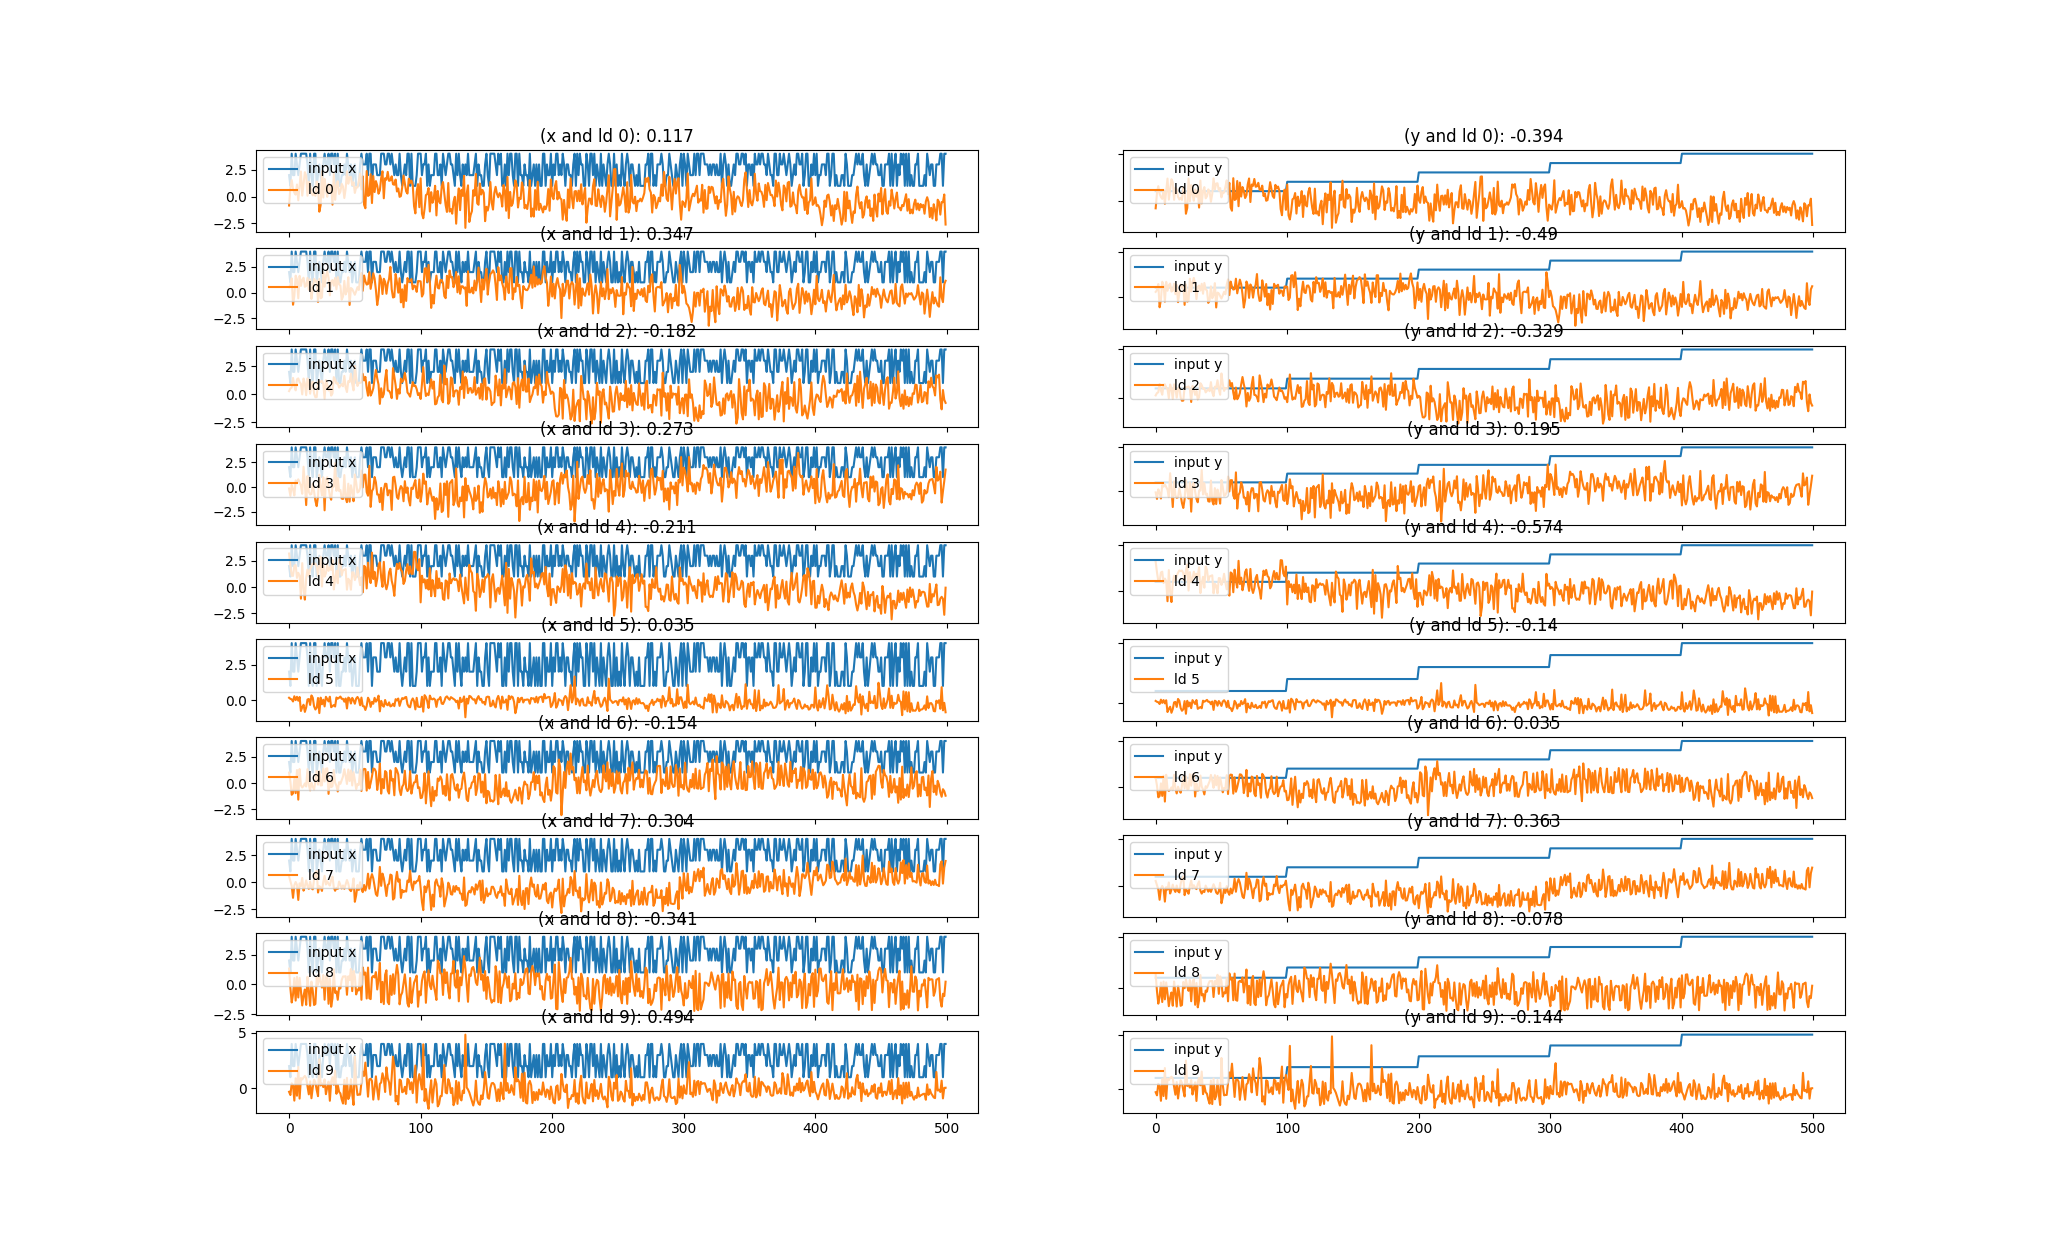 (x and ld 0): 0.117
2.5
0.0
−2.5
input x
ld 0
(y and ld 0): -0.394
input y
ld 0
(x and ld 1): 0.347
2.5
0.0
−2.5
input x
ld 1
(y and ld 1): -0.49
input y
ld 1
(x and ld 2): -0.182
2.5
0.0
−2.5
input x
ld 2
(y and ld 2): -0.329
input y
ld 2
(x and ld 3): 0.273
2.5
0.0
−2.5
input x
ld 3
(y and ld 3): 0.195
input y
ld 3
(x and ld 4): -0.211
2.5
0.0
−2.5
input x
ld 4
(y and ld 4): -0.574
input y
ld 4
(x and ld 5): 0.035
2.5
0.0
input x
ld 5
(y and ld 5): -0.14
input y
ld 5
(x and ld 6): -0.154
2.5
0.0
−2.5
input x
ld 6
(y and ld 6): 0.035
input y
ld 6
(x and ld 7): 0.304
2.5
0.0
−2.5
input x
ld 7
(y and ld 7): 0.363
input y
ld 7
(x and ld 8): -0.341
2.5
0.0
−2.5
input x
ld 8
(y and ld 8): -0.078
input y
ld 8
(x and ld 9): 0.494
5
0
input x
ld 9
0 100 200 300 400 500
(y and ld 9): -0.144
input y
ld 9
0 100 200 300 400 500